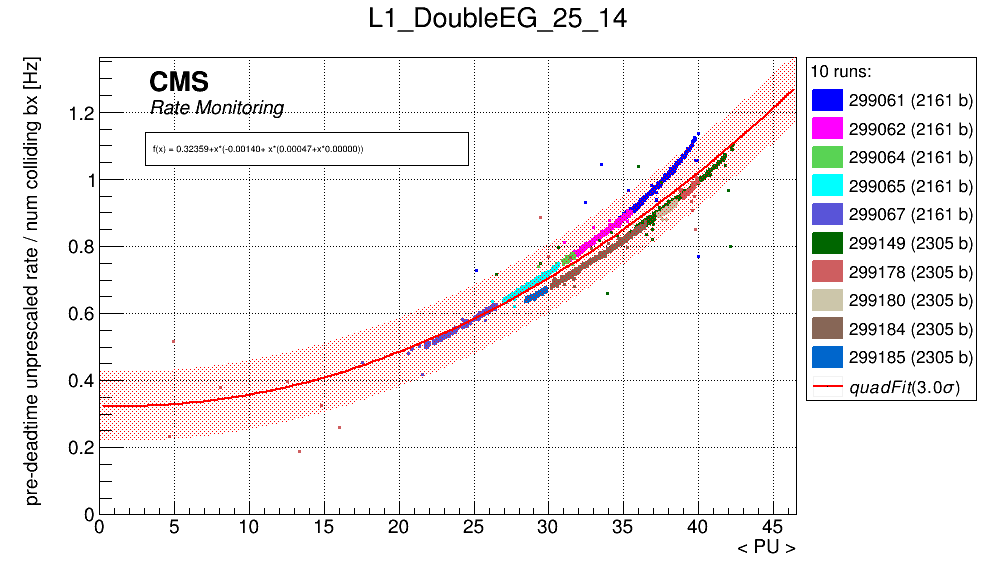 L1_DoubleEG_25_14
pre-deadtime unprescaled rate / num colliding bx [Hz]
CMS
Rate Monitoring
f(x) = 0.32359+x*(-0.00140+ x*(0.00047+x*0.00000))
1.2
1
0.8
0.6
0.4
0.2
0
0 5 10 15 20 25 30 35 40 45
< PU >
10 runs:
299061 (2161 b)
299062 (2161 b)
299064 (2161 b)
299065 (2161 b)
299067 (2161 b)
299149 (2305 b)
299178 (2305 b)
299180 (2305 b)
299184 (2305 b)
299185 (2305 b)
quadFit(3.0σ)